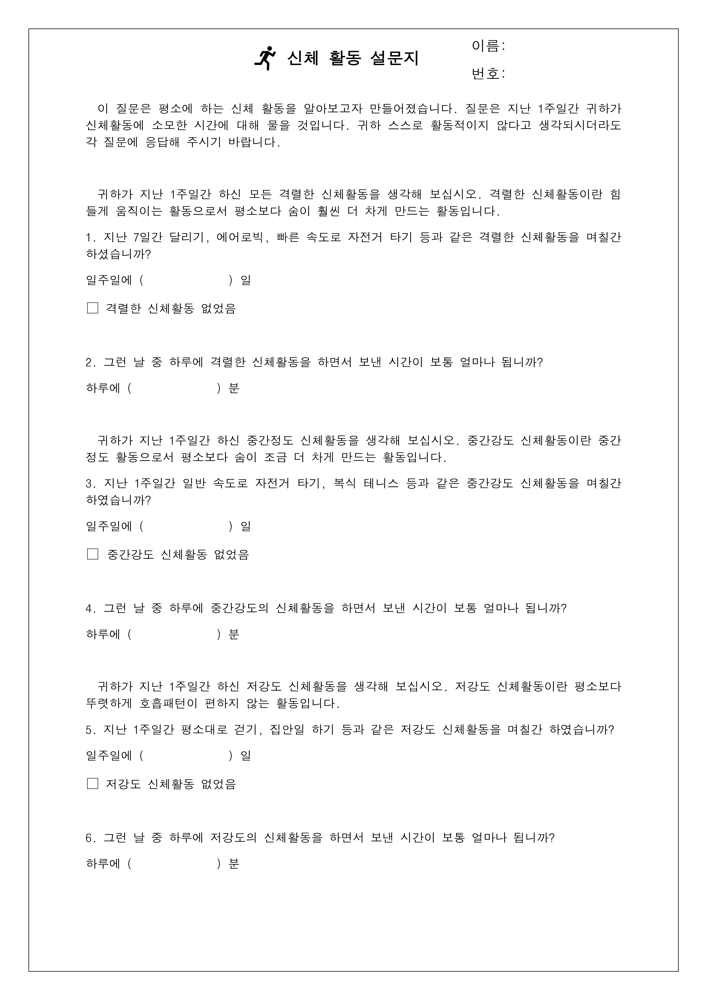 신체 활동 설문지
이름:
번호:
이 질문은 평소에 하는 신체 활동을 알아보고자 만들어졌습니다. 질문은 지난 1주일간 귀하가
신체활동에 소모한 시간에 대해 물을 것입니다. 귀하 스스로 활동적이지 않다고 생각되시더라도
각 질문에 응답해 주시기 바랍니다.
귀하가 지난 1주일간 하신 모든 격렬한 신체활동을 생각해 보십시오. 격렬한 신체활동이란 힘
들게 움직이는 활동으로서 평소보다 숨이 훨씬 더 차게 만드는 활동입니다.
1. 지난 7일간 달리기, 에어로빅, 빠른 속도로 자전거 타기 등과 같은 격렬한 신체활동을 며칠간
하셨습니까?
일주일에 ( ) 일
□ 격렬한 신체활동 없었음
2. 그런 날 중 하루에 격렬한 신체활동을 하면서 보낸 시간이 보통 얼마나 됩니까?
하루에 ( ) 분
귀하가 지난 1주일간 하신 중간정도 신체활동을 생각해 보십시오. 중간강도 신체활동이란 중간
정도 활동으로서 평소보다 숨이 조금 더 차게 만드는 활동입니다.
3. 지난 1주일간 일반 속도로 자전거 타기, 복식 테니스 등과 같은 중간강도 신체활동을 며칠간
하였습니까?
일주일에 ( ) 일
□ 중간강도 신체활동 없었음
4. 그런 날 중 하루에 중간강도의 신체활동을 하면서 보낸 시간이 보통 얼마나 됩니까?
하루에 ( ) 분
귀하가 지난 1주일간 하신 저강도 신체활동을 생각해 보십시오. 저강도 신체활동이란 평소보다
뚜렷하게 호흡패턴이 편하지 않는 활동입니다.
5. 지난 1주일간 평소대로 걷기, 집안일 하기 등과 같은 저강도 신체활동을 며칠간 하였습니까?
일주일에 ( ) 일
□ 저강도 신체활동 없었음
6. 그런 날 중 하루에 저강도의 신체활동을 하면서 보낸 시간이 보통 얼마나 됩니까?
하루에 ( ) 분